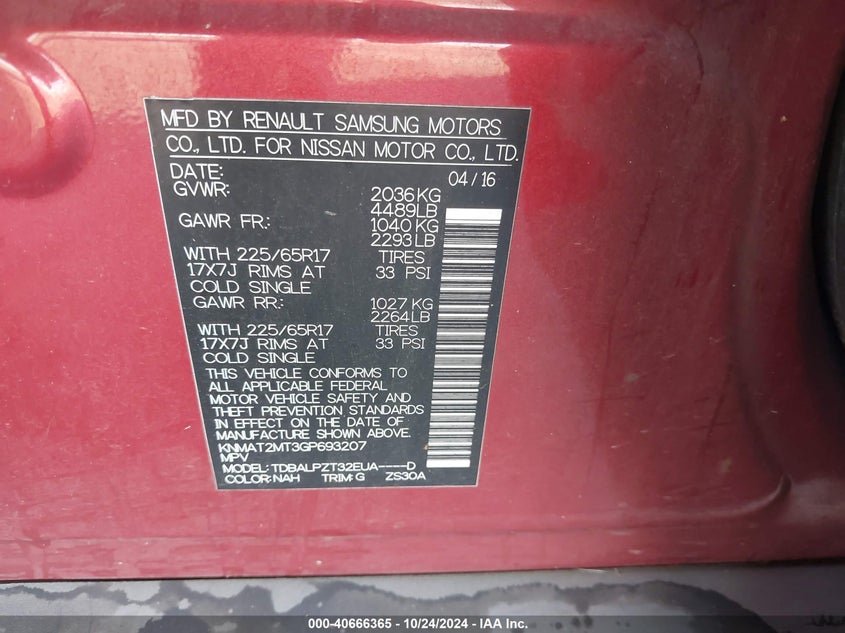 MFD BY RENAULT SAMSUNG MOTORS
CO., LTD. FOR NISSAN MOTOR CO., LTD.
DATE: 04/16
GVWR: 2036KG
4489LB
GAWR FR: 1040 KG
2293LB
WITH 225/65R17 TIRES
17X7J RIMS AT 33 PSI
COLD SINGLE
GAWR RR: 1027 KG
2264LB
WITH 225/65R17 TIRES
17X7J RIMS AT 33 PSI
COLD SINGLE
THIS VEHICLE CONFORMS TO
ALL APPLICABLE FEDERAL
MOTOR VEHICLE SAFETY AND
THEFT PREVENTION STANDARDS
IN EFFECT ON THE DATE OF
MANUFACTURE SHOWN ABOVE.
KNMAT2MT3GP693207
MPV
MODEL: TDBALPZT32EUA----D
COLOR: NAH TRIM: G ZS30A
000-40666365 - 10/24/2024 - IAA Inc.